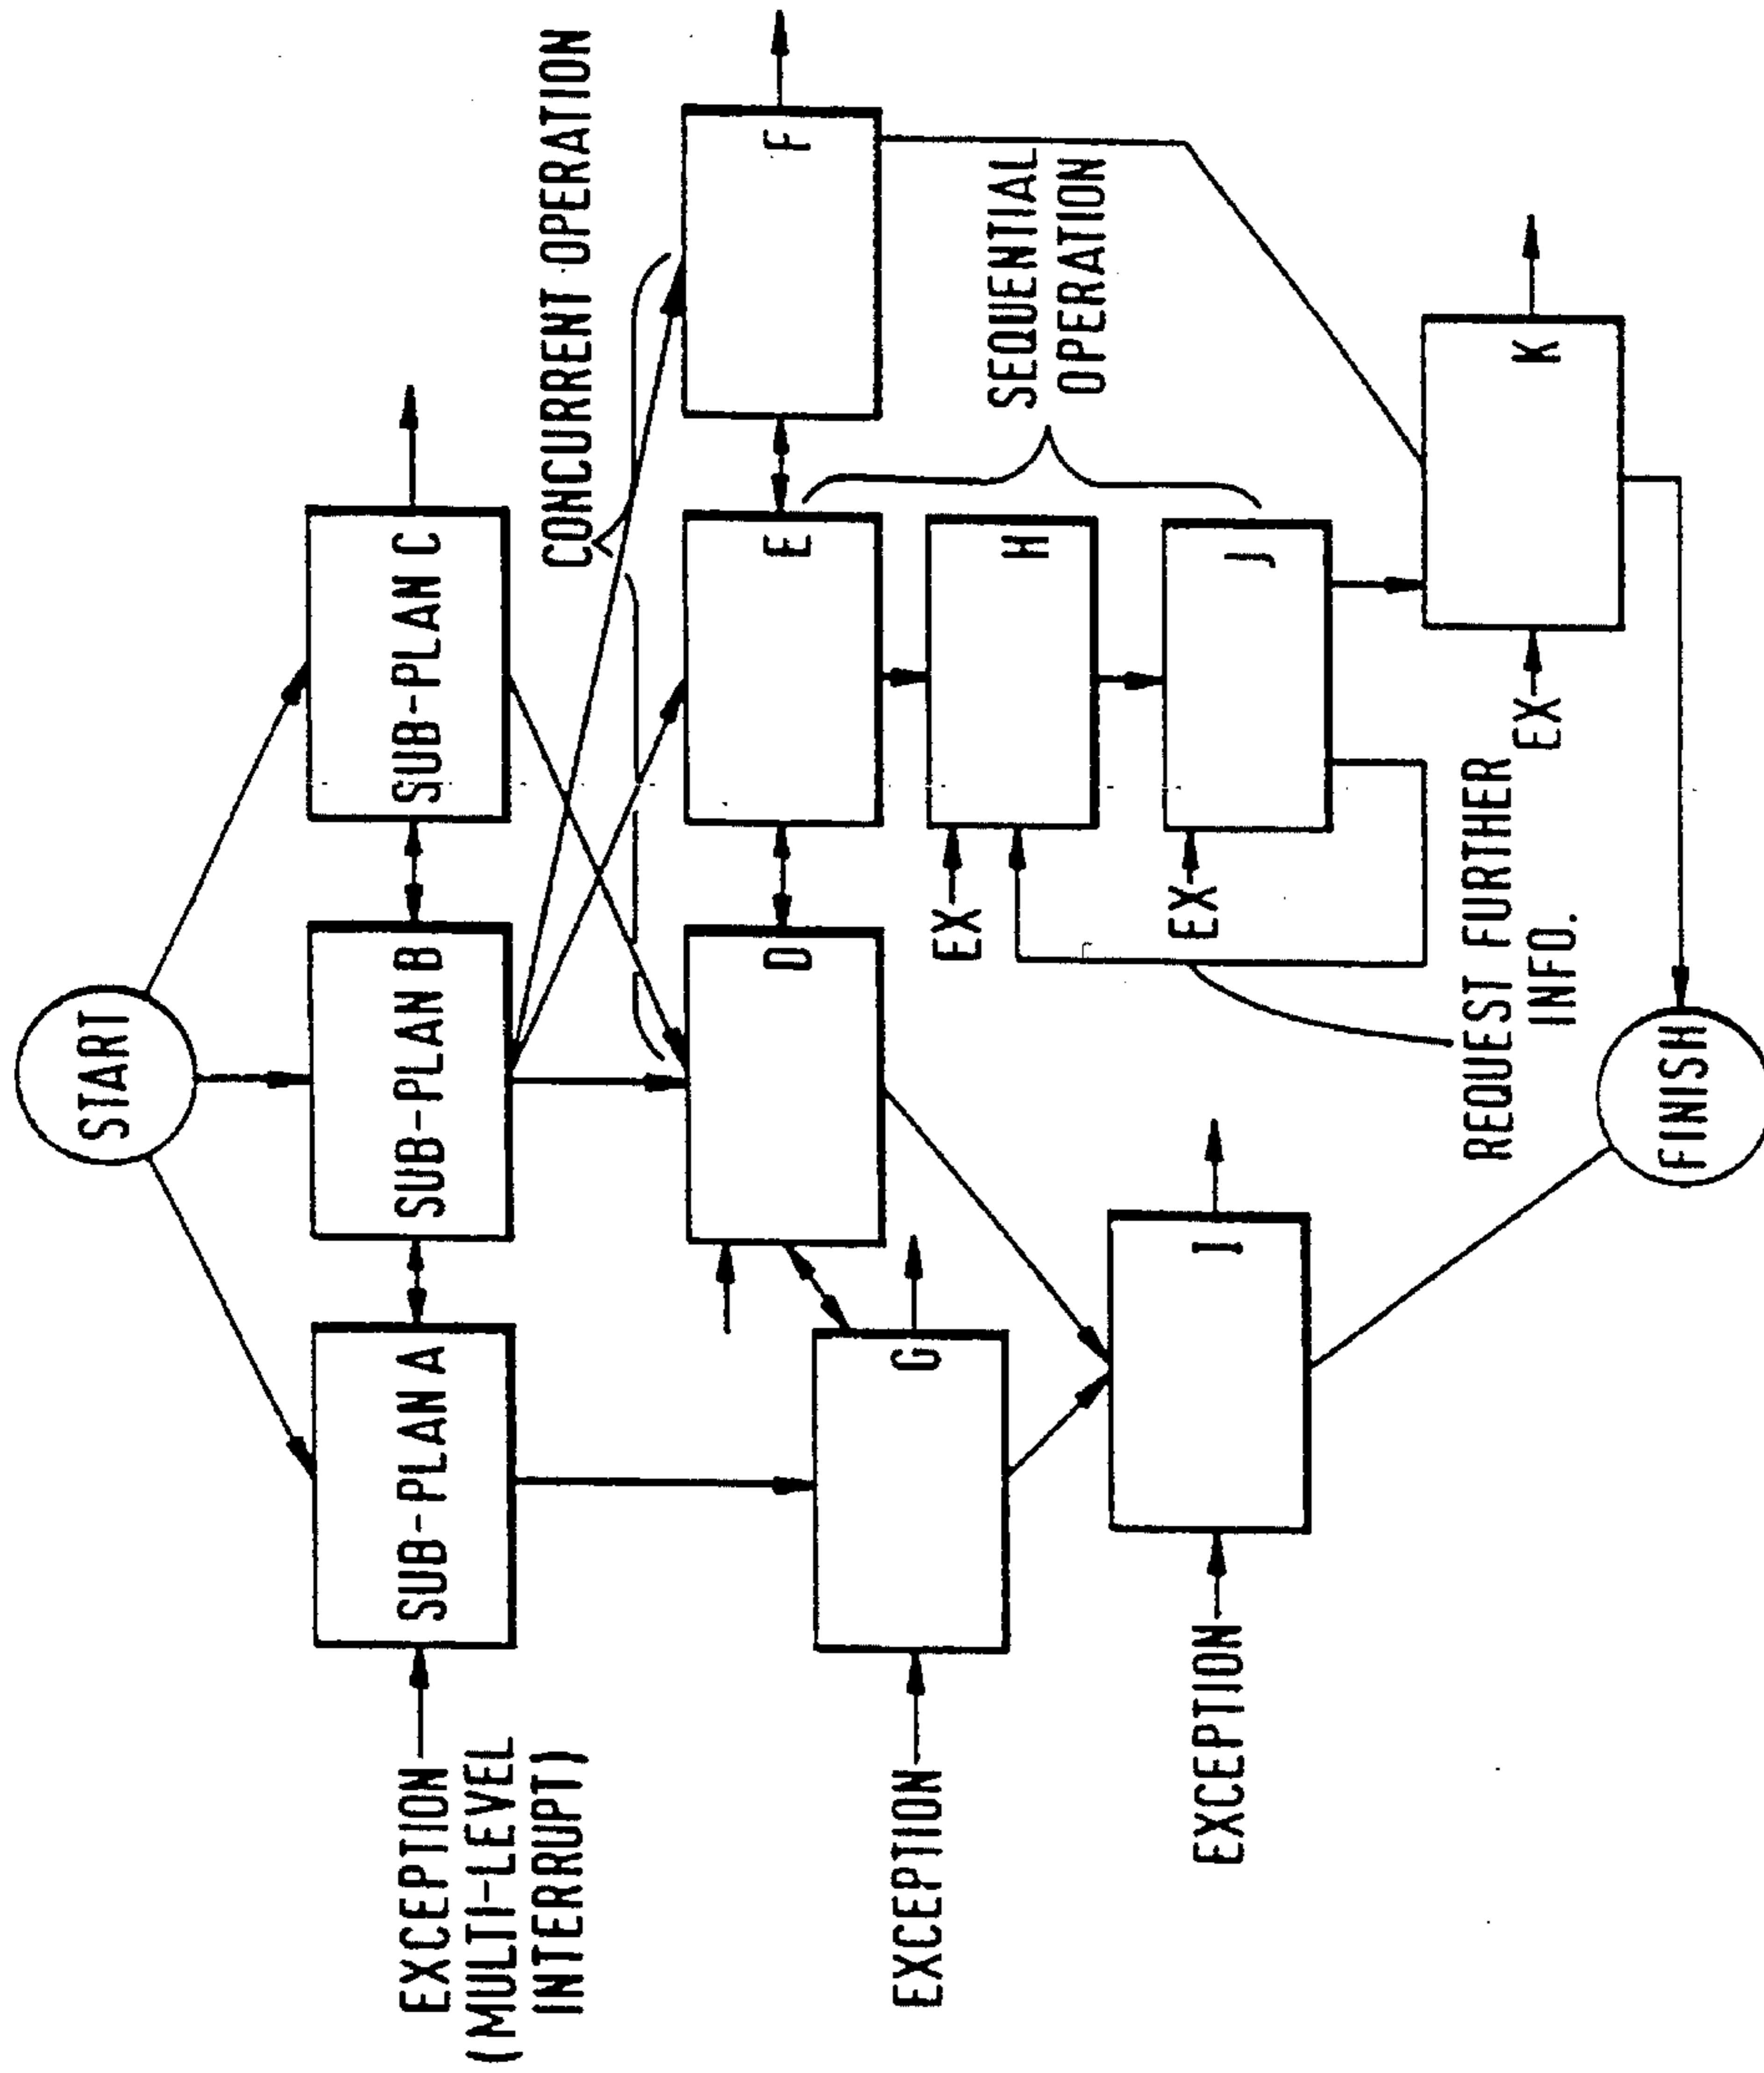 START
SUB-PLAN A
SUB-PLAN B
SUB-PLAN C
EXCEPTION
(MULTI-LEVEL
INTERRUPT)
CONCURRENT OPERATION
D
E
F
EXCEPTION
G
EX
H
SEQUENTIAL
OPERATION
EXCEPTION
I
EX
J
REQUEST FURTHER
INFO.
EX
K
FINISH